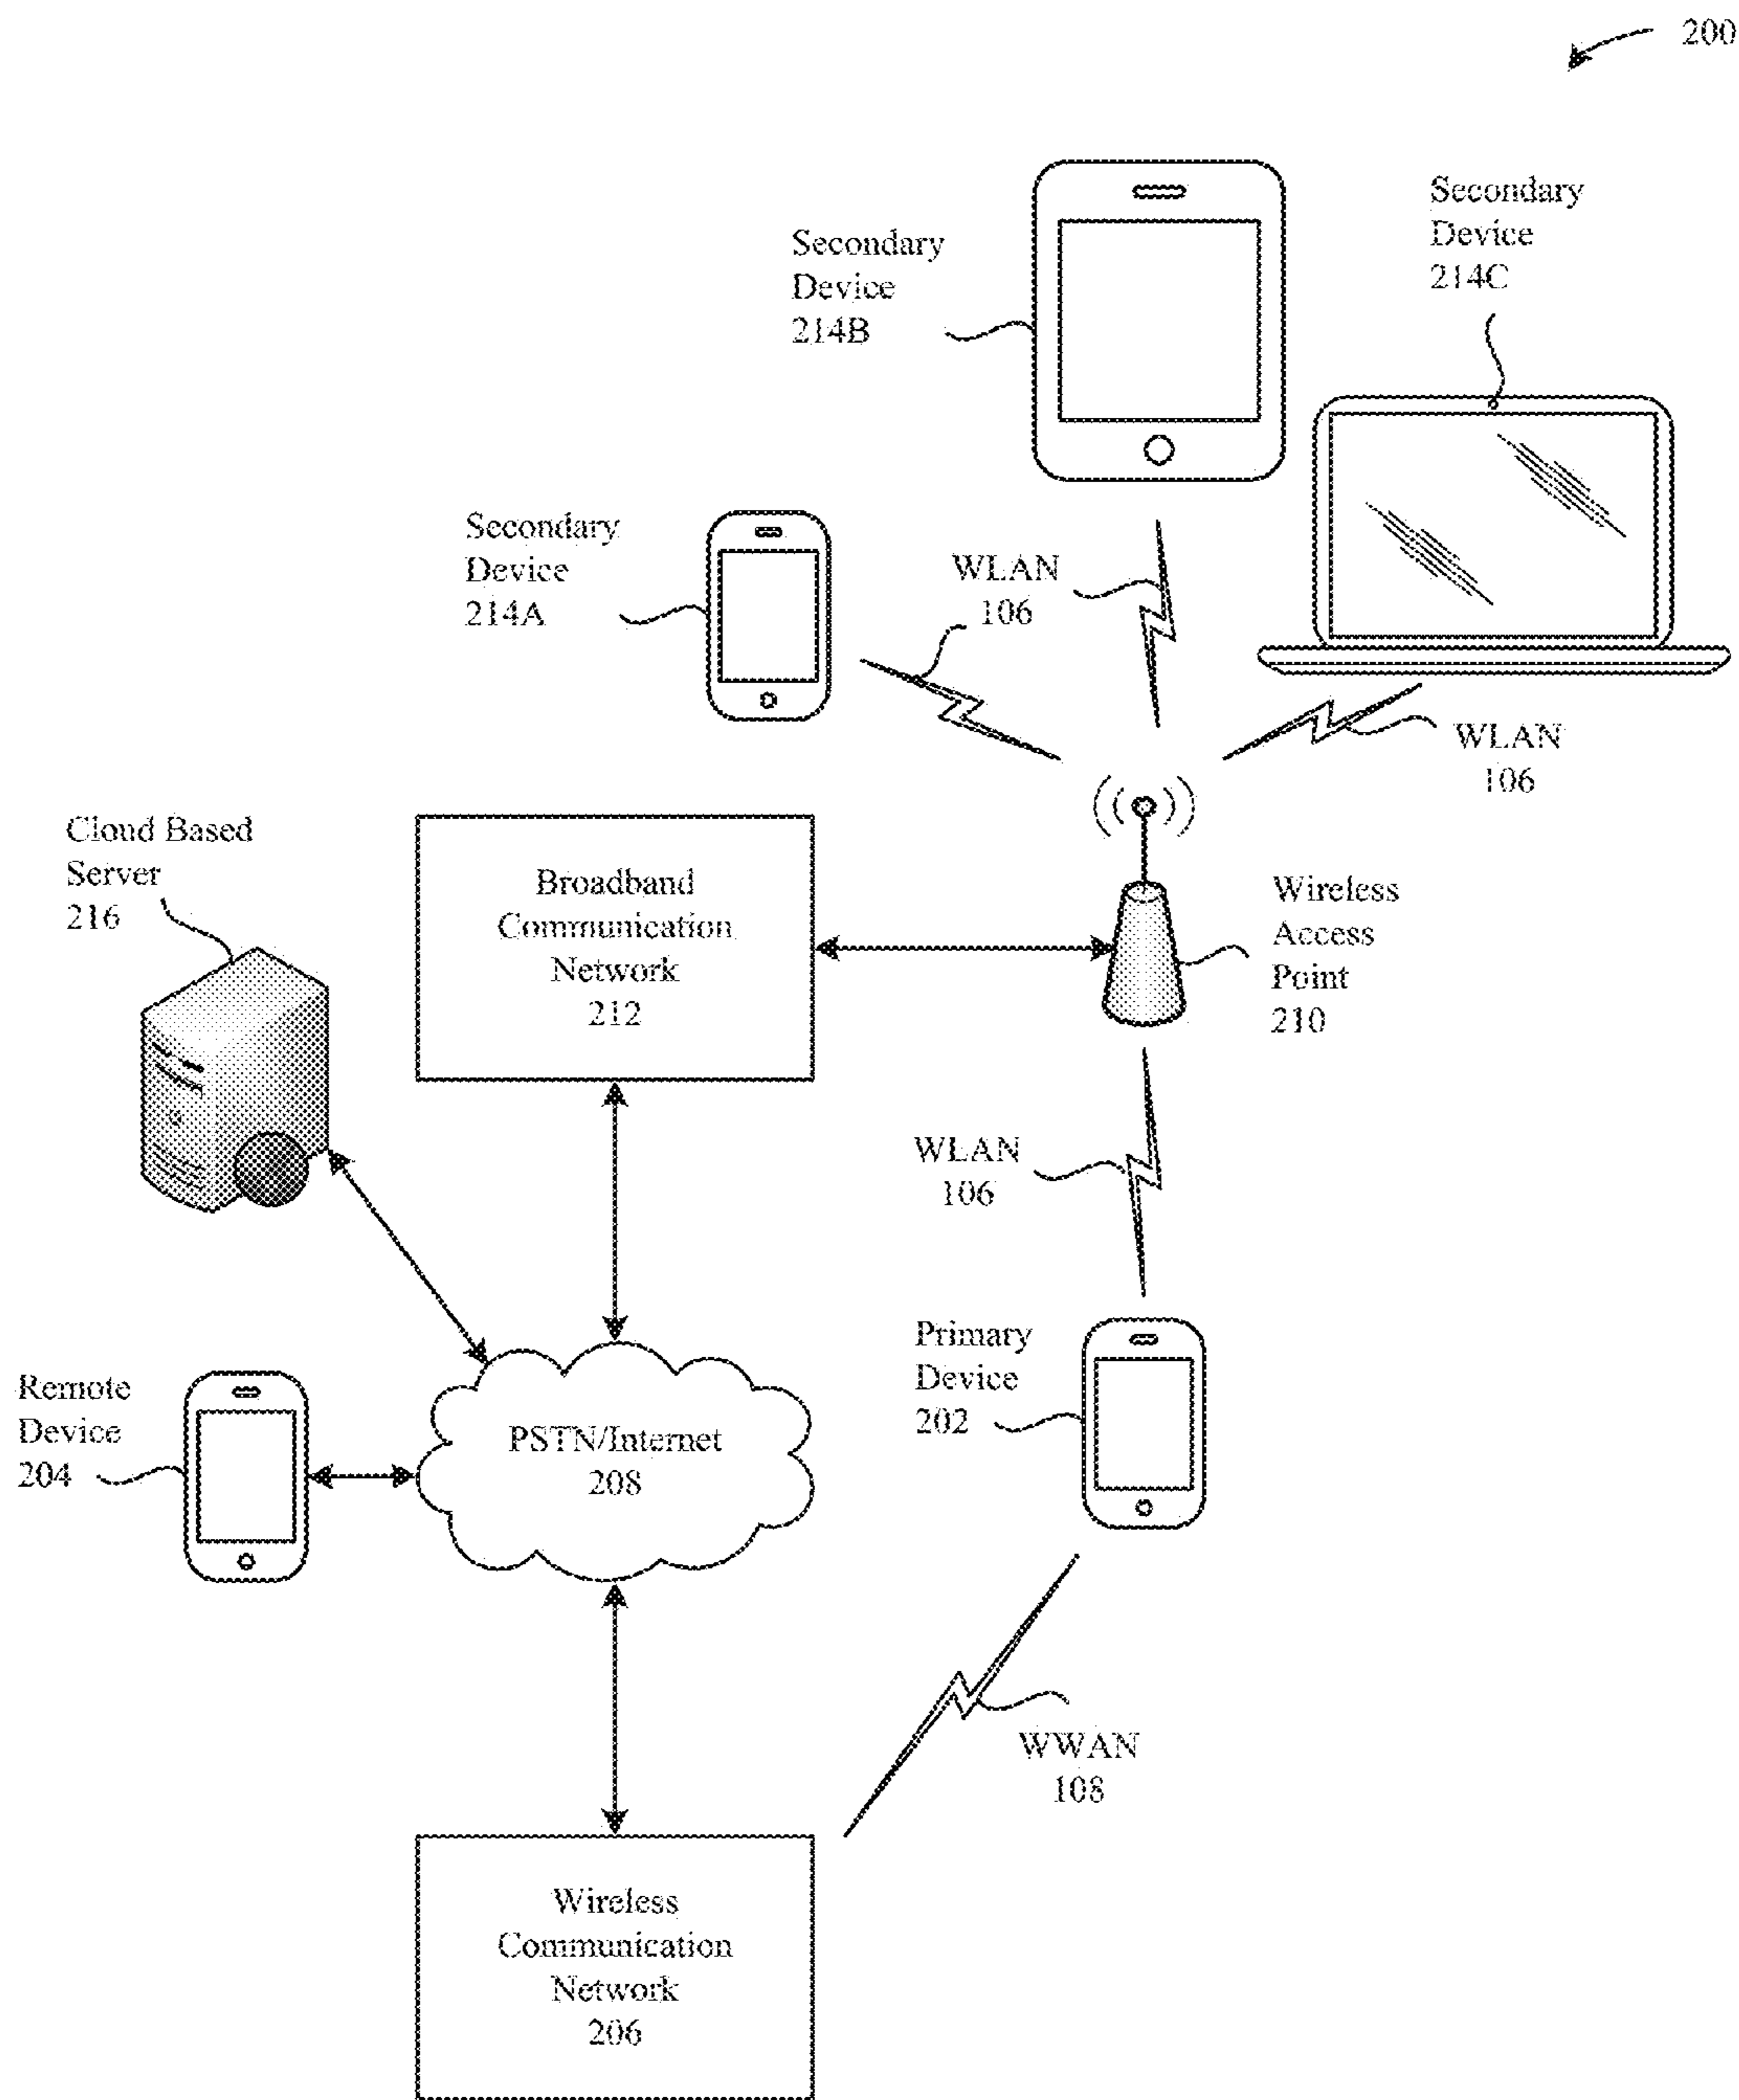 200
Secondary
Device
214B
Secondary
Device
214C
Secondary
Device
214A
WLAN
106
WLAN
106
Cloud Based
Server
216
Broadband
Communication
Network
212
Wireless
Access
Point
210
WLAN
106
Primary
Device
202
Remote
Device
204
PSTN/Internet
208
WWAN
108
Wireless
Communication
Network
206